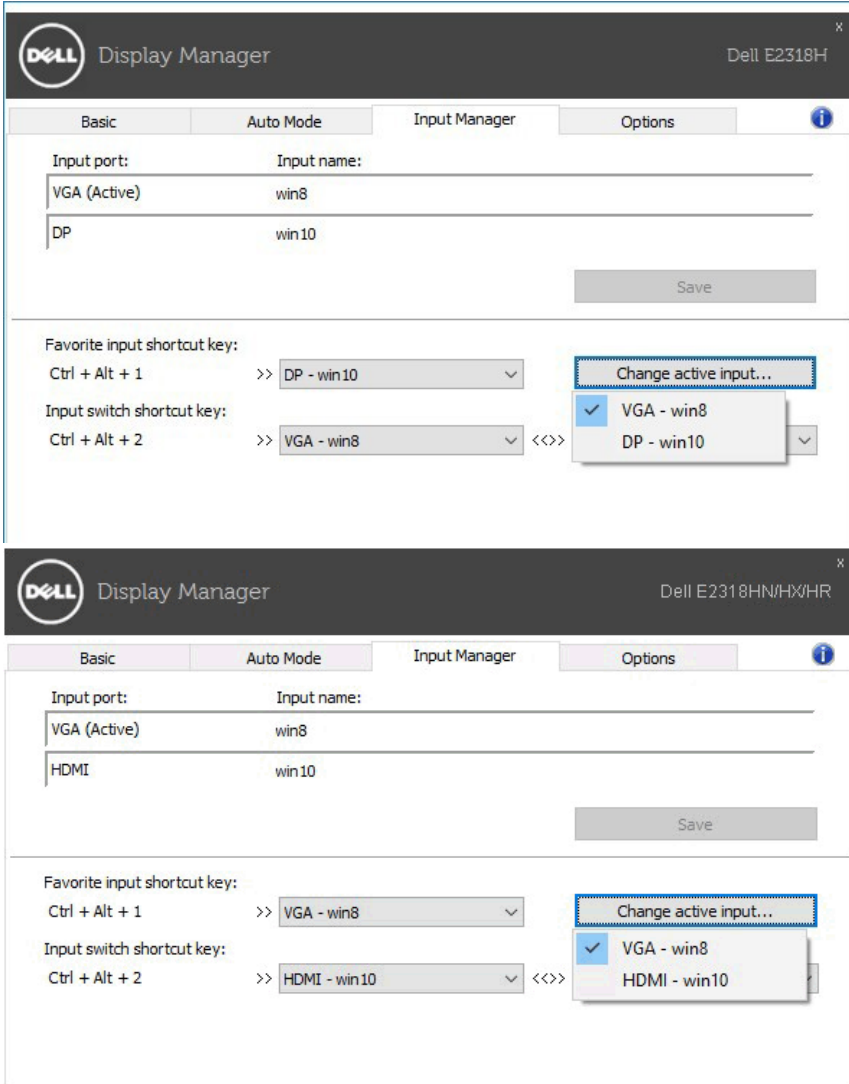 x
DELL Display Manager Dell E2318H
Basic Auto Mode Input Manager Options i
Input port: Input name:
VGA (Active) win8
DP win10
Save
Favorite input shortcut key:
Ctrl + Alt + 1 >> DP - win10 Change active input...
VGA - win8
Input switch shortcut key:
Ctrl + Alt + 2 >> VGA - win8 <<>> DP - win10
x
DELL Display Manager Dell E2318HN/HX/HR
Basic Auto Mode Input Manager Options i
Input port: Input name:
VGA (Active) win8
HDMI win10
Save
Favorite input shortcut key:
Ctrl + Alt + 1 >> VGA - win8 Change active input...
Input switch shortcut key: VGA - win8
Ctrl + Alt + 2 >> HDMI - win10 <<>> HDMI - win10